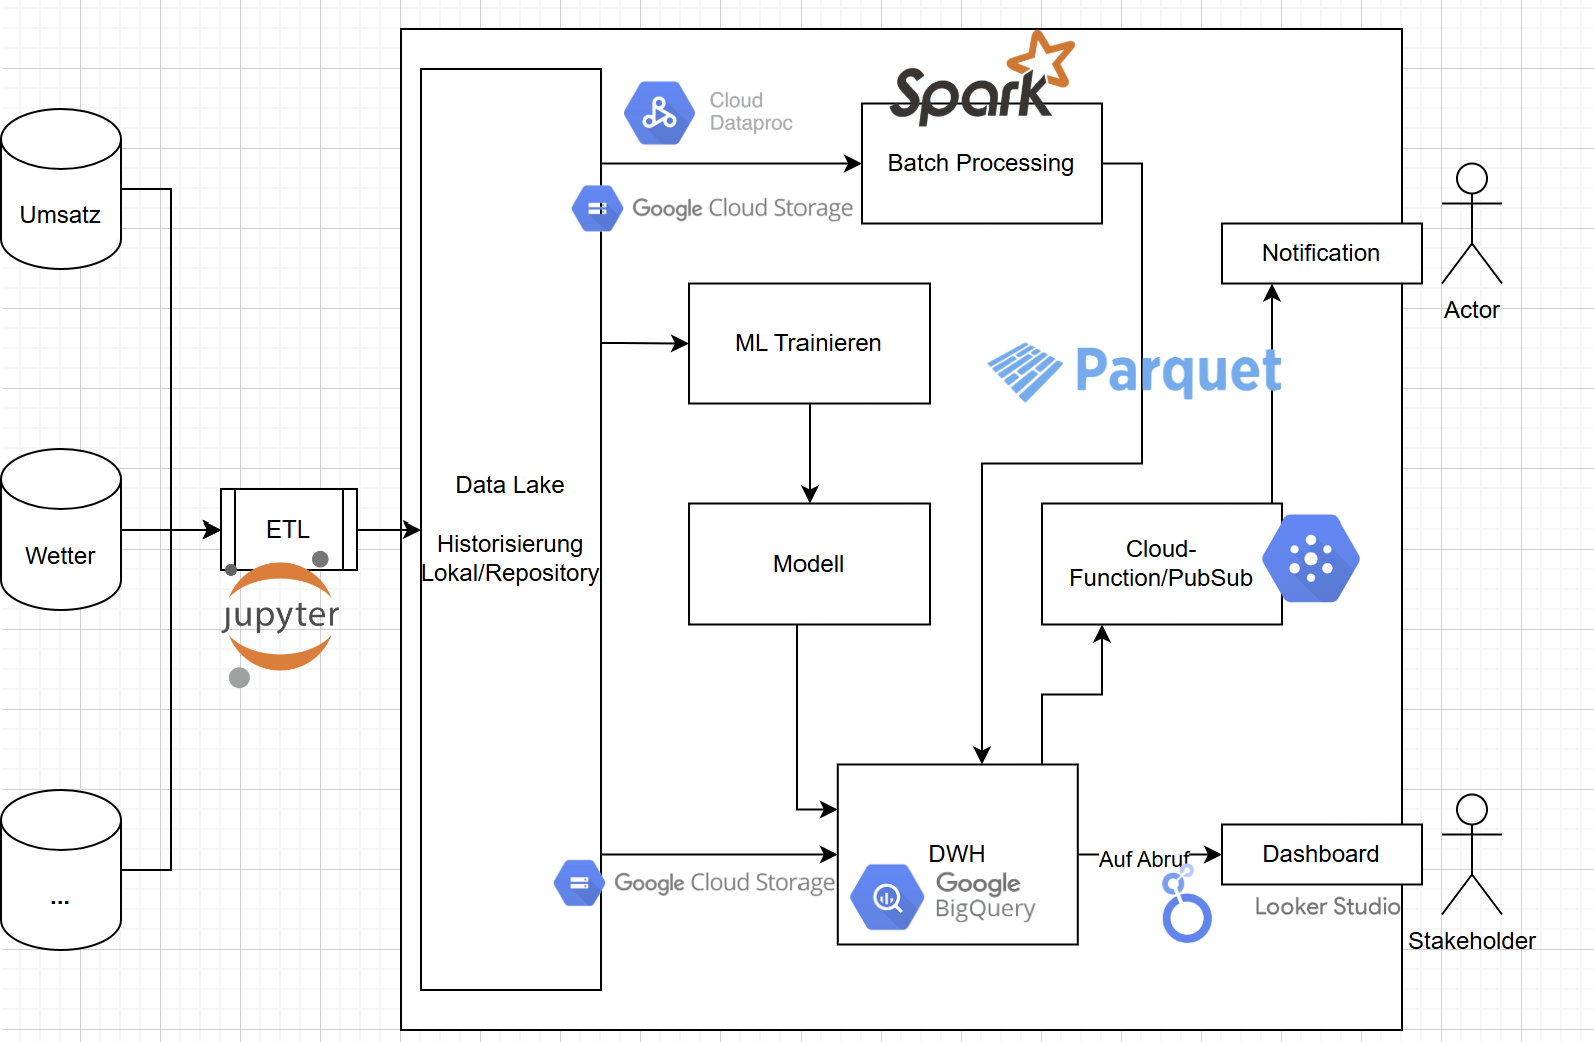 Spark
Cloud
Dataproc
Batch Processing
Google Cloud Storage
Umsatz
Notification
Actor
ML Trainieren
Parquet
Data Lake
Historisierung
Lokal/Repository
ETL
jupyter
Wetter
Modell
Cloud-
Function/PubSub
DWH
Auf Abruf
Dashboard
Google Cloud Storage
Google
BigQuery
Looker Studio
...
Stakeholder